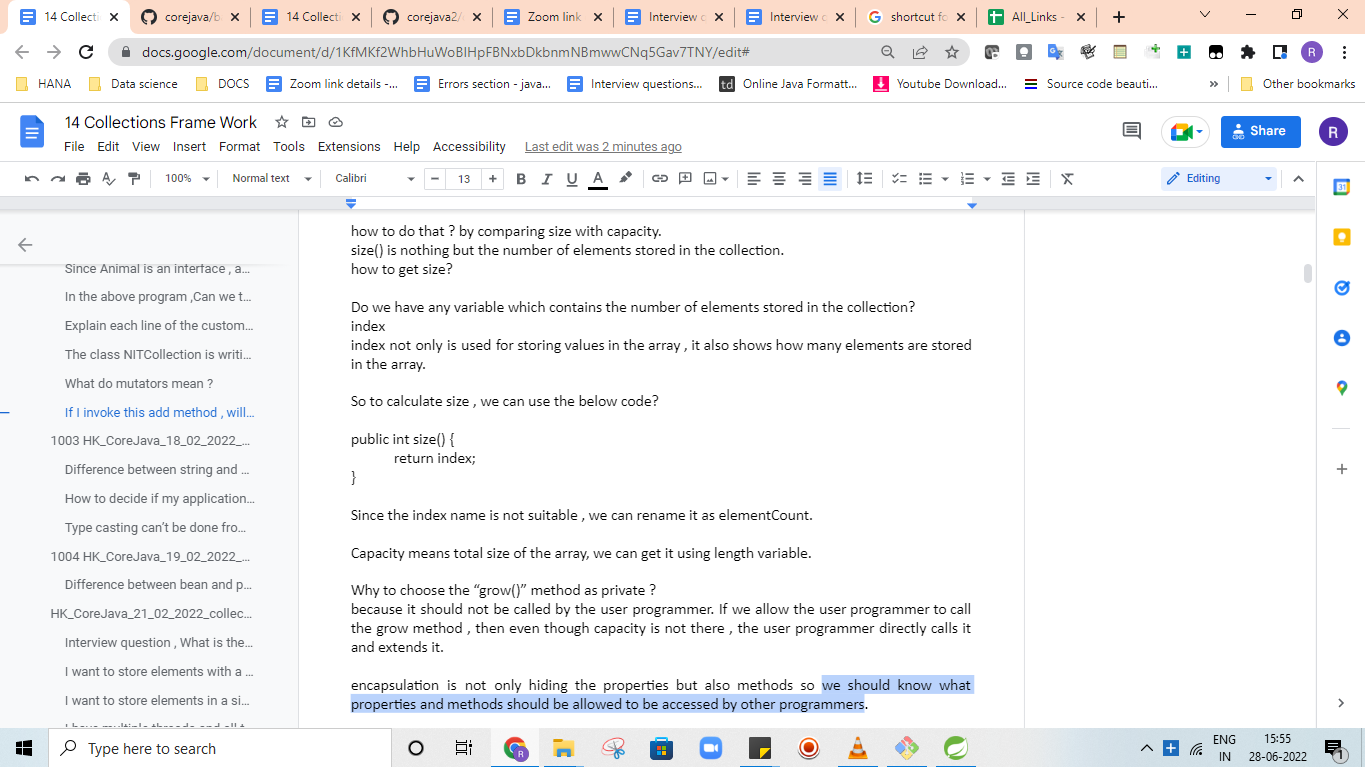 14 Collecti
corejava/b
14 Collecti
corejava2/
Zoom link
Interview c
Interview c
shortcut fo
All_Links -
docs.google.com/document/d/1KfMKf2WhbHuWoBIHpFBNxbDkbnmNBmwwCNq5Gav7TNY/edit#
R
HANA
Data science
DOCS
Zoom link details -...
Errors section - java...
Interview questions...
td
Online Java Formatt...
Youtube Download...
Source code beauti...
»
Other bookmarks
14 Collections Frame Work
File Edit View Insert Format Tools Extensions Help Accessibility Last edit was 2 minutes ago
Share
R
100%
Normal text
Calibri
13
B I U A
Editing
31
Since Animal is an interface , a...
In the above program ,Can we t...
Explain each line of the custom...
The class NITCollection is writi...
What do mutators mean ?
If I invoke this add method , will...
1003 HK_CoreJava_18_02_2022_...
Difference between string and ...
How to decide if my application...
Type casting can't be done fro...
1004 HK_CoreJava_19_02_2022_...
Difference between bean and p...
HK_CoreJava_21_02_2022_collec...
Interview question , What is the...
I want to store elements with a ...
I want to store elements in a si...
I have multiple threads and all t...
how to do that ? by comparing size with capacity.
size() is nothing but the number of elements stored in the collection.
how to get size?
Do we have any variable which contains the number of elements stored in the collection?
index
index not only is used for storing values in the array , it also shows how many elements are stored
in the array.
So to calculate size , we can use the below code?
public int size() {
return index;
}
Since the index name is not suitable , we can rename it as elementCount.
Capacity means total size of the array, we can get it using length variable.
Why to choose the “grow()” method as private ?
because it should not be called by the user programmer. If we allow the user programmer to call
the grow method , then even though capacity is not there , the user programmer directly calls it
and extends it.
encapsulation is not only hiding the properties but also methods so we should know what
properties and methods should be allowed to be accessed by other programmers.
Type here to search
R
ENG
IN
15:55
28-06-2022
1